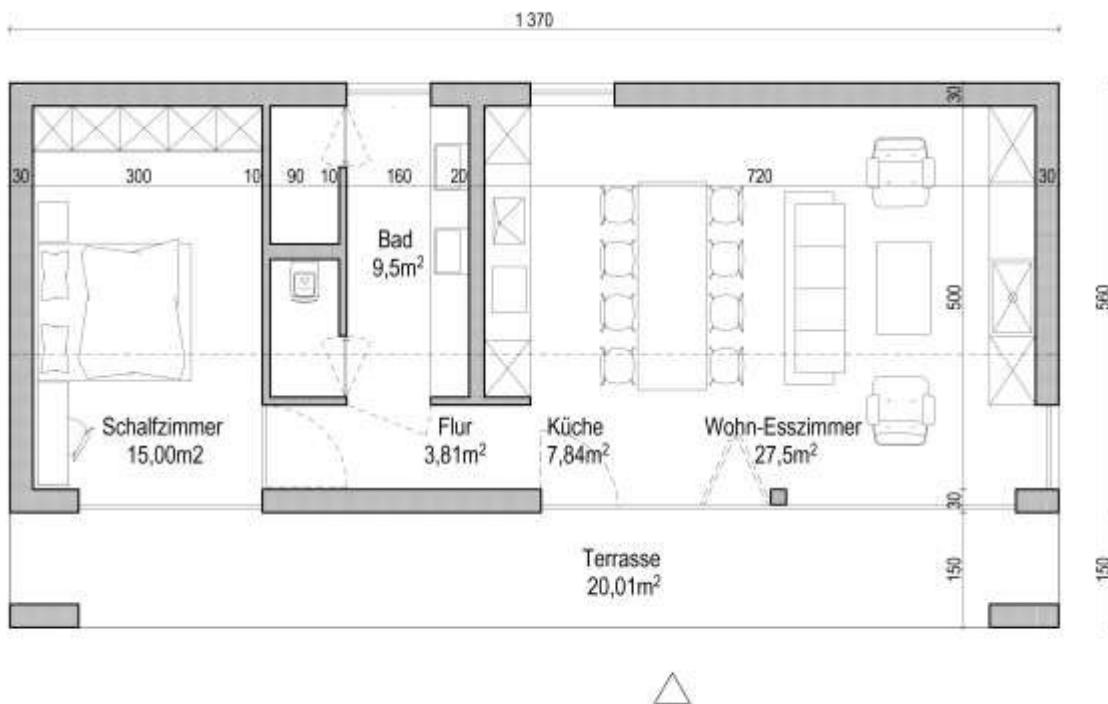 1 370
30
30
300
10
90
10
160
20
720
30
Bad
9,5m²
500
560
Schalfzimmer
15,00m2
Flur
3,81m²
Küche
7,84m²
Wohn-Esszimmer
27,5m²
30
Terrasse
20,01m²
150
150